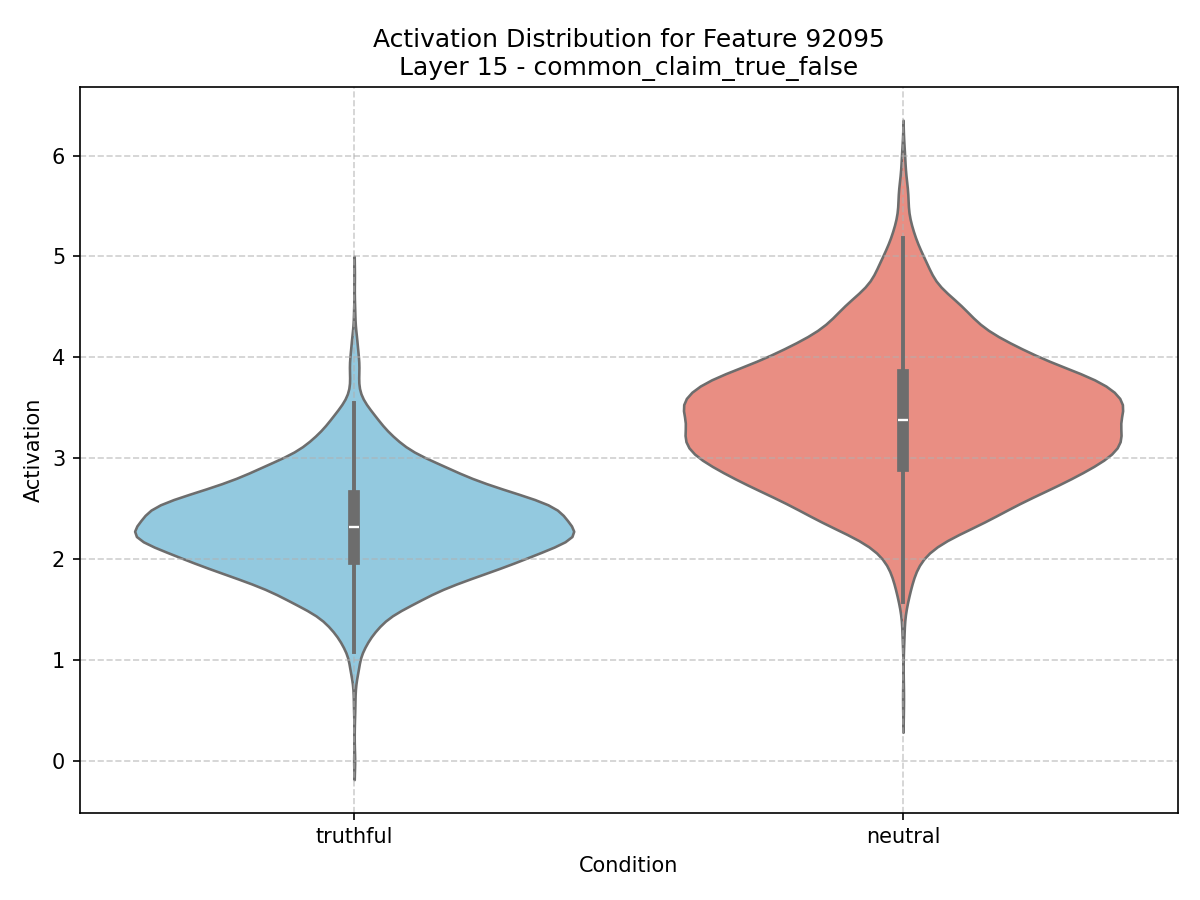 Activation Distribution for Feature 92095
Layer 15 - common_claim_true_false
6
5
4
3
2
1
0
Activation
truthful
neutral
Condition